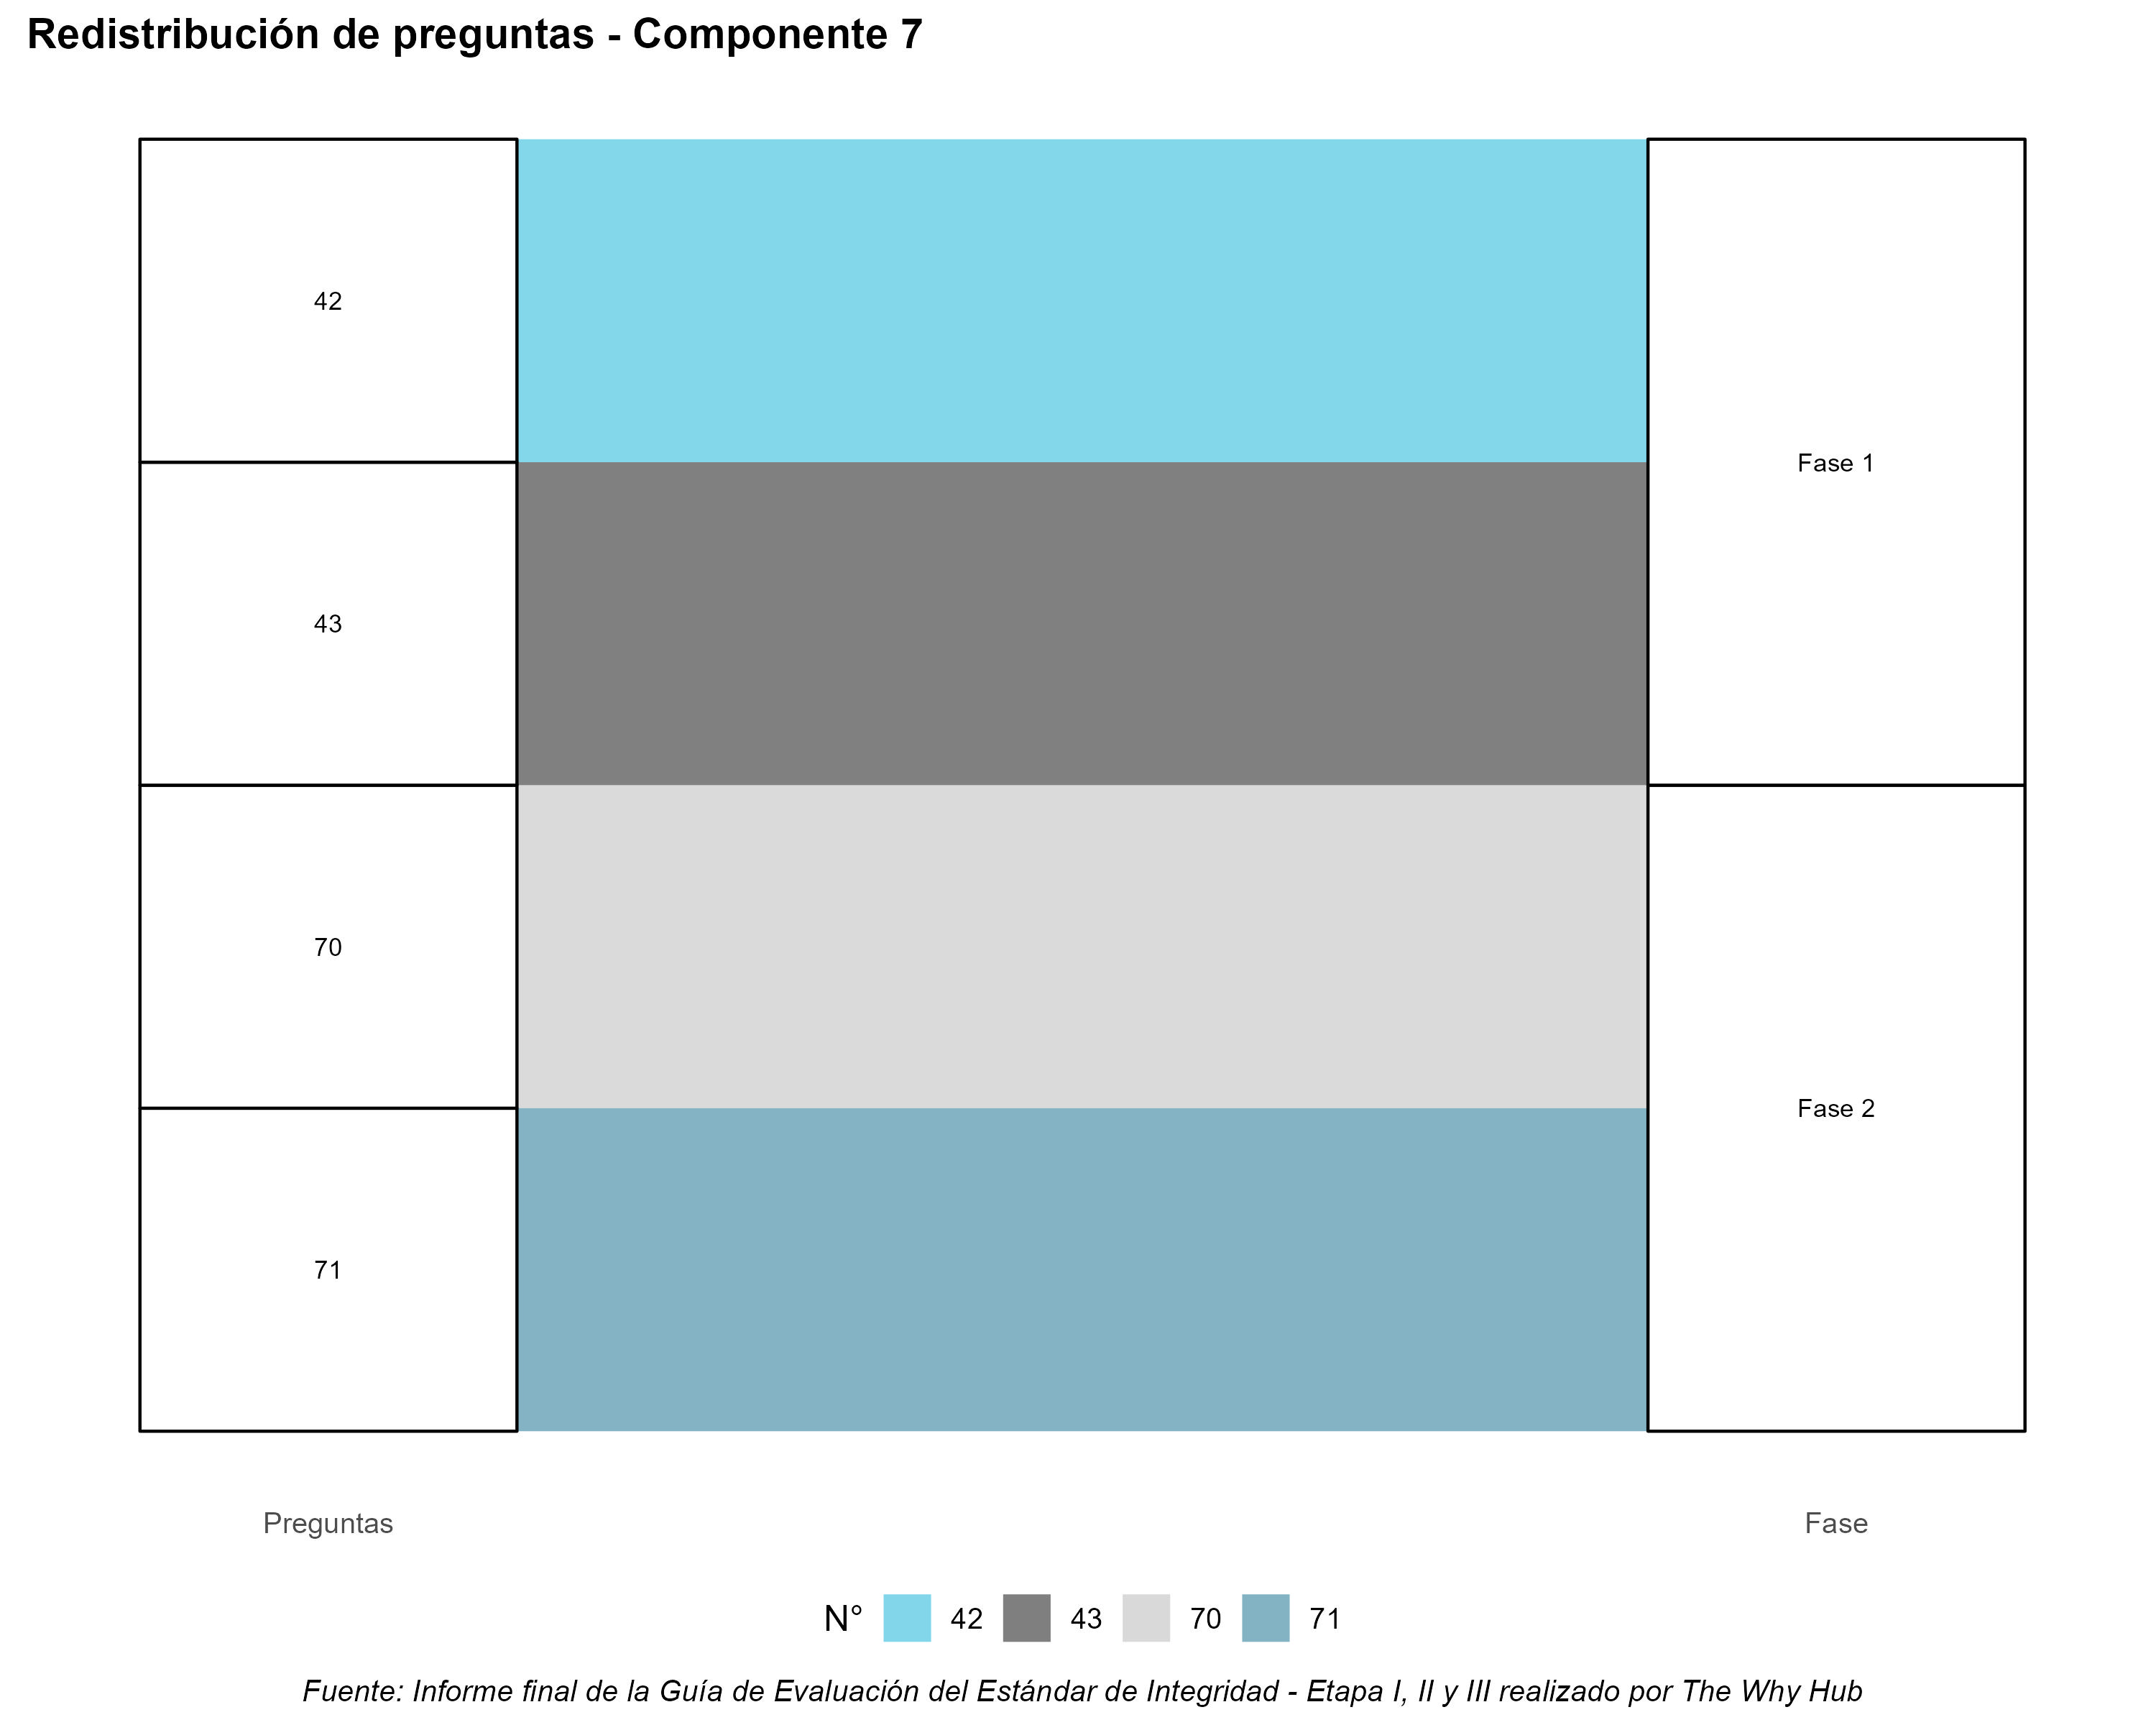 Redistribución de preguntas - Componente 7
42
Fase 1
43
70
Fase 2
71
Preguntas Fase
N° 42 43 70 71
Fuente: Informe final de la Guía de Evaluación del Estándar de Integridad - Etapa I, II y III realizado por The Why Hub